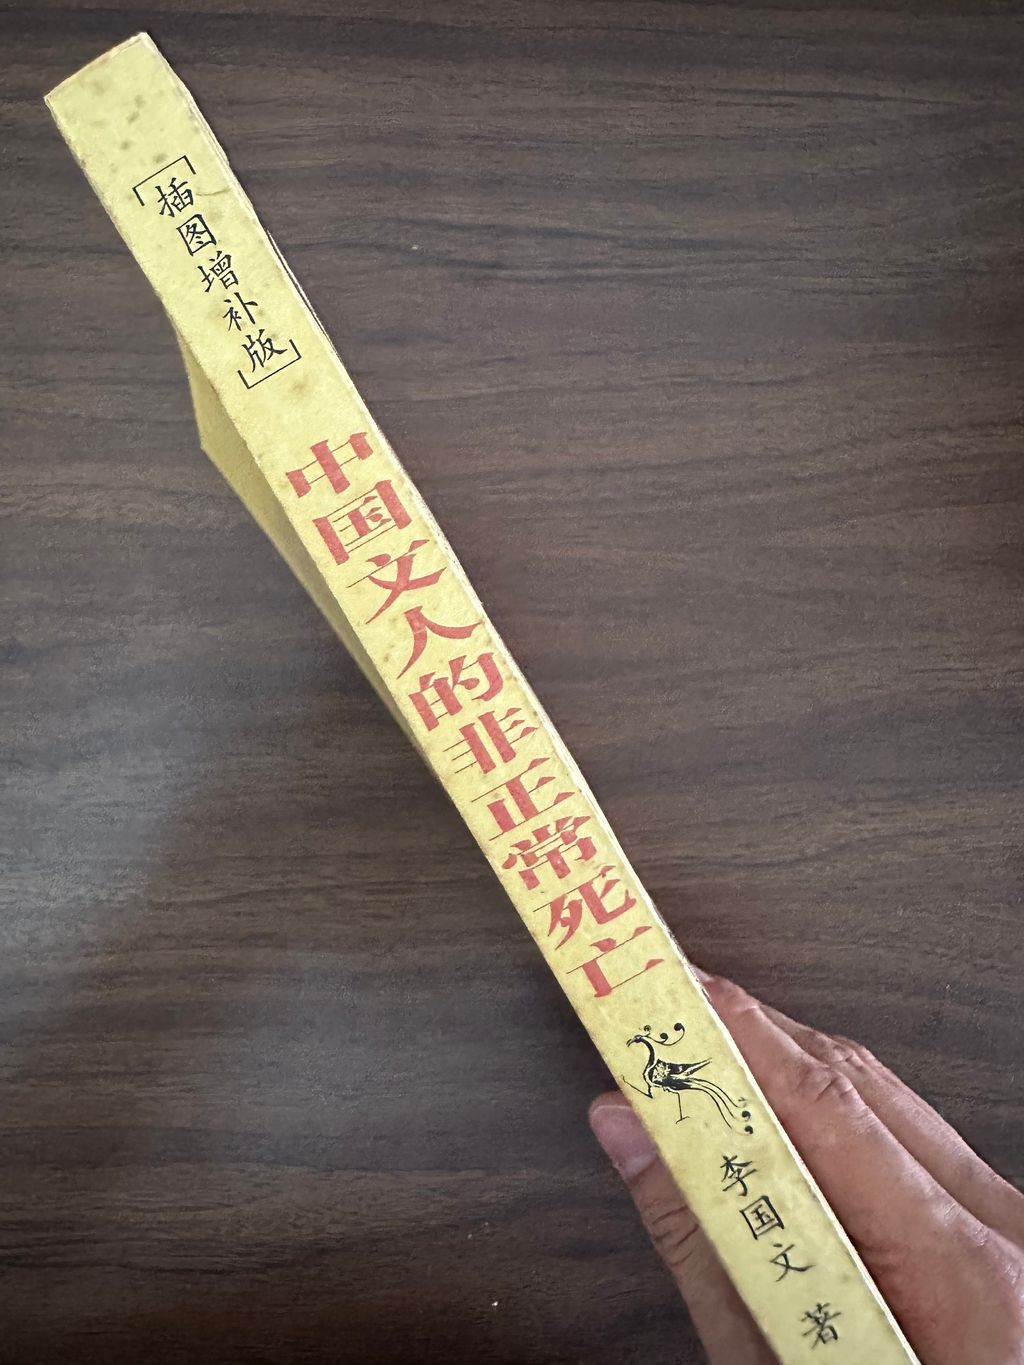 「插图增补版」
中国文人的非正常死亡
李国文 著